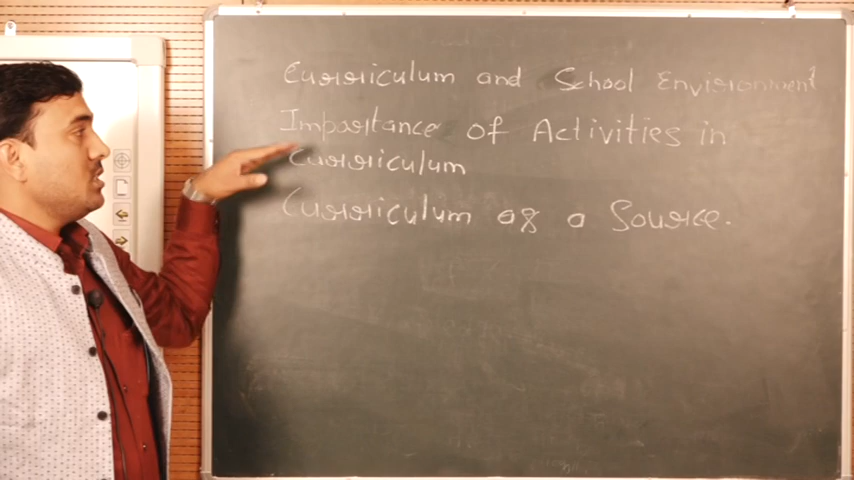 Curriculum and School Environment
Importance of Activities in
Curriculum
Curriculum as a Source.